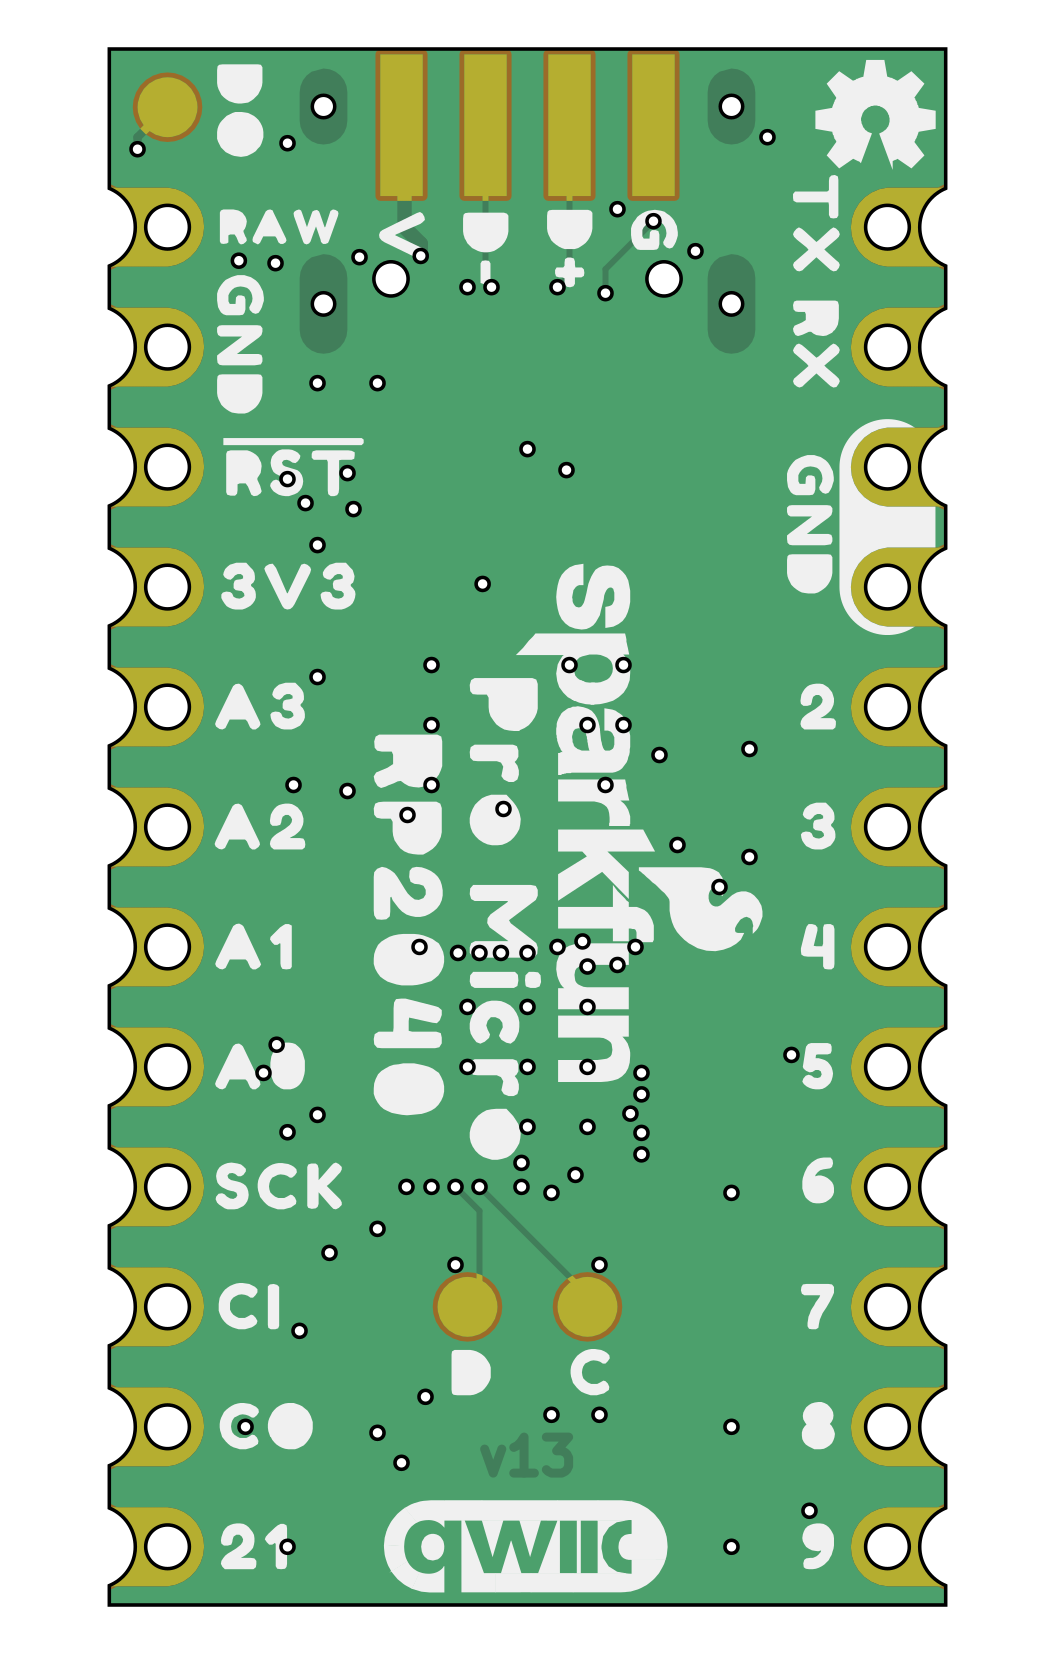 DO
RAW
GND
RST
3V3
A3
A2
A1
A0
SCK
CI
CO
21
V
D-
D+
G
TX
RX
GND
2
3
4
5
6
7
8
9
sparkfun
Pro Micro
RP2040
D
C
v13
qwiic